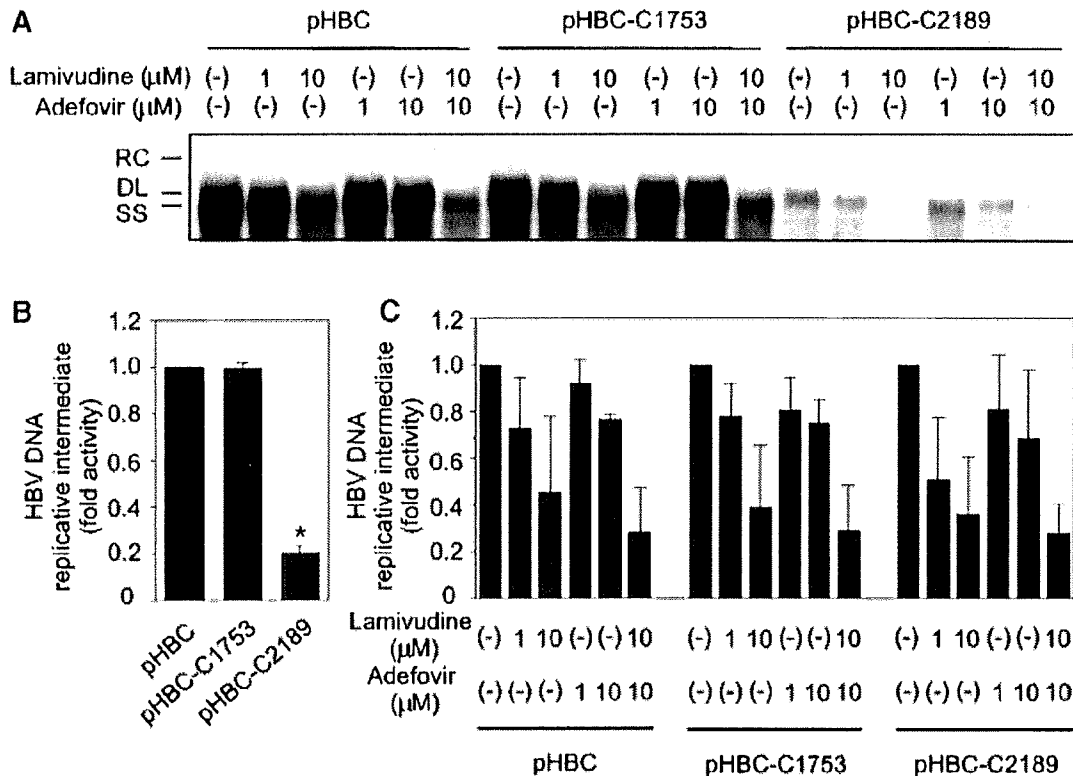 A
pHBC pHBC-C1753 pHBC-C2189
Lamivudine (μM) (-) 1 10 (-) (-) 10 (-) 1 10 (-) (-) 10 (-) 1 10 (-) (-) 10
Adefovir (μM) (-) (-) (-) 1 10 10 (-) (-) (-) 1 10 10 (-) (-) (-) 1 10 10
RC
DL
SS
B
HBV DNA
replicative intermediate
(fold activity)
1.2
1.0
0.8
0.6
0.4
0.2
0
*
pHBC
pHBC-C1753
pHBC-C2189
C
HBV DNA
replicative intermediate
(fold activity)
1.2
1.0
0.8
0.6
0.4
0.2
0
Lamivudine
(μM)
(-) 1 10 (-) (-) 10 (-) 1 10 (-) (-) 10 (-) 1 10 (-) (-) 10
Adefovir
(μM)
(-) (-) (-) 1 10 10 (-) (-) (-) 1 10 10 (-) (-) (-) 1 10 10
pHBC pHBC-C1753 pHBC-C2189